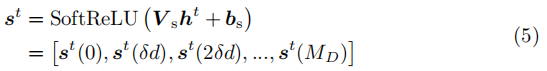 s^t = SoftReLU (V_s h^t + b_s)
= [s^t(0), s^t(δd), s^t(2δd), ..., s^t(M_D)] (5)